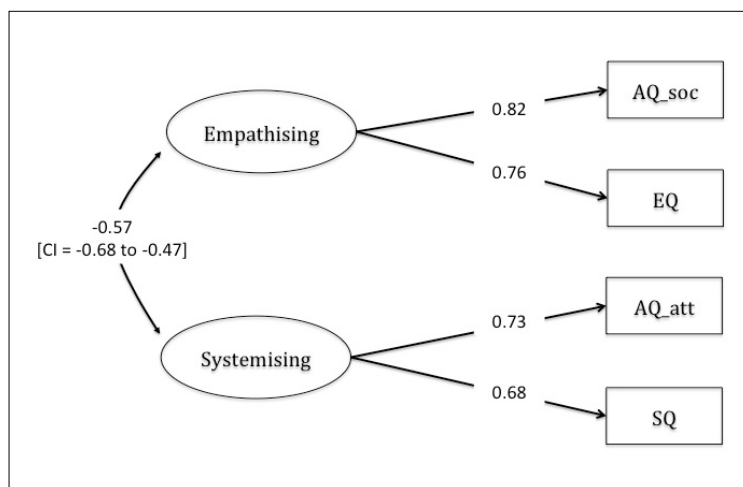 AQ_soc
0.82
Empathising
0.76
EQ
-0.57
[CI = -0.68 to -0.47]
AQ_att
0.73
Systemising
0.68
SQ